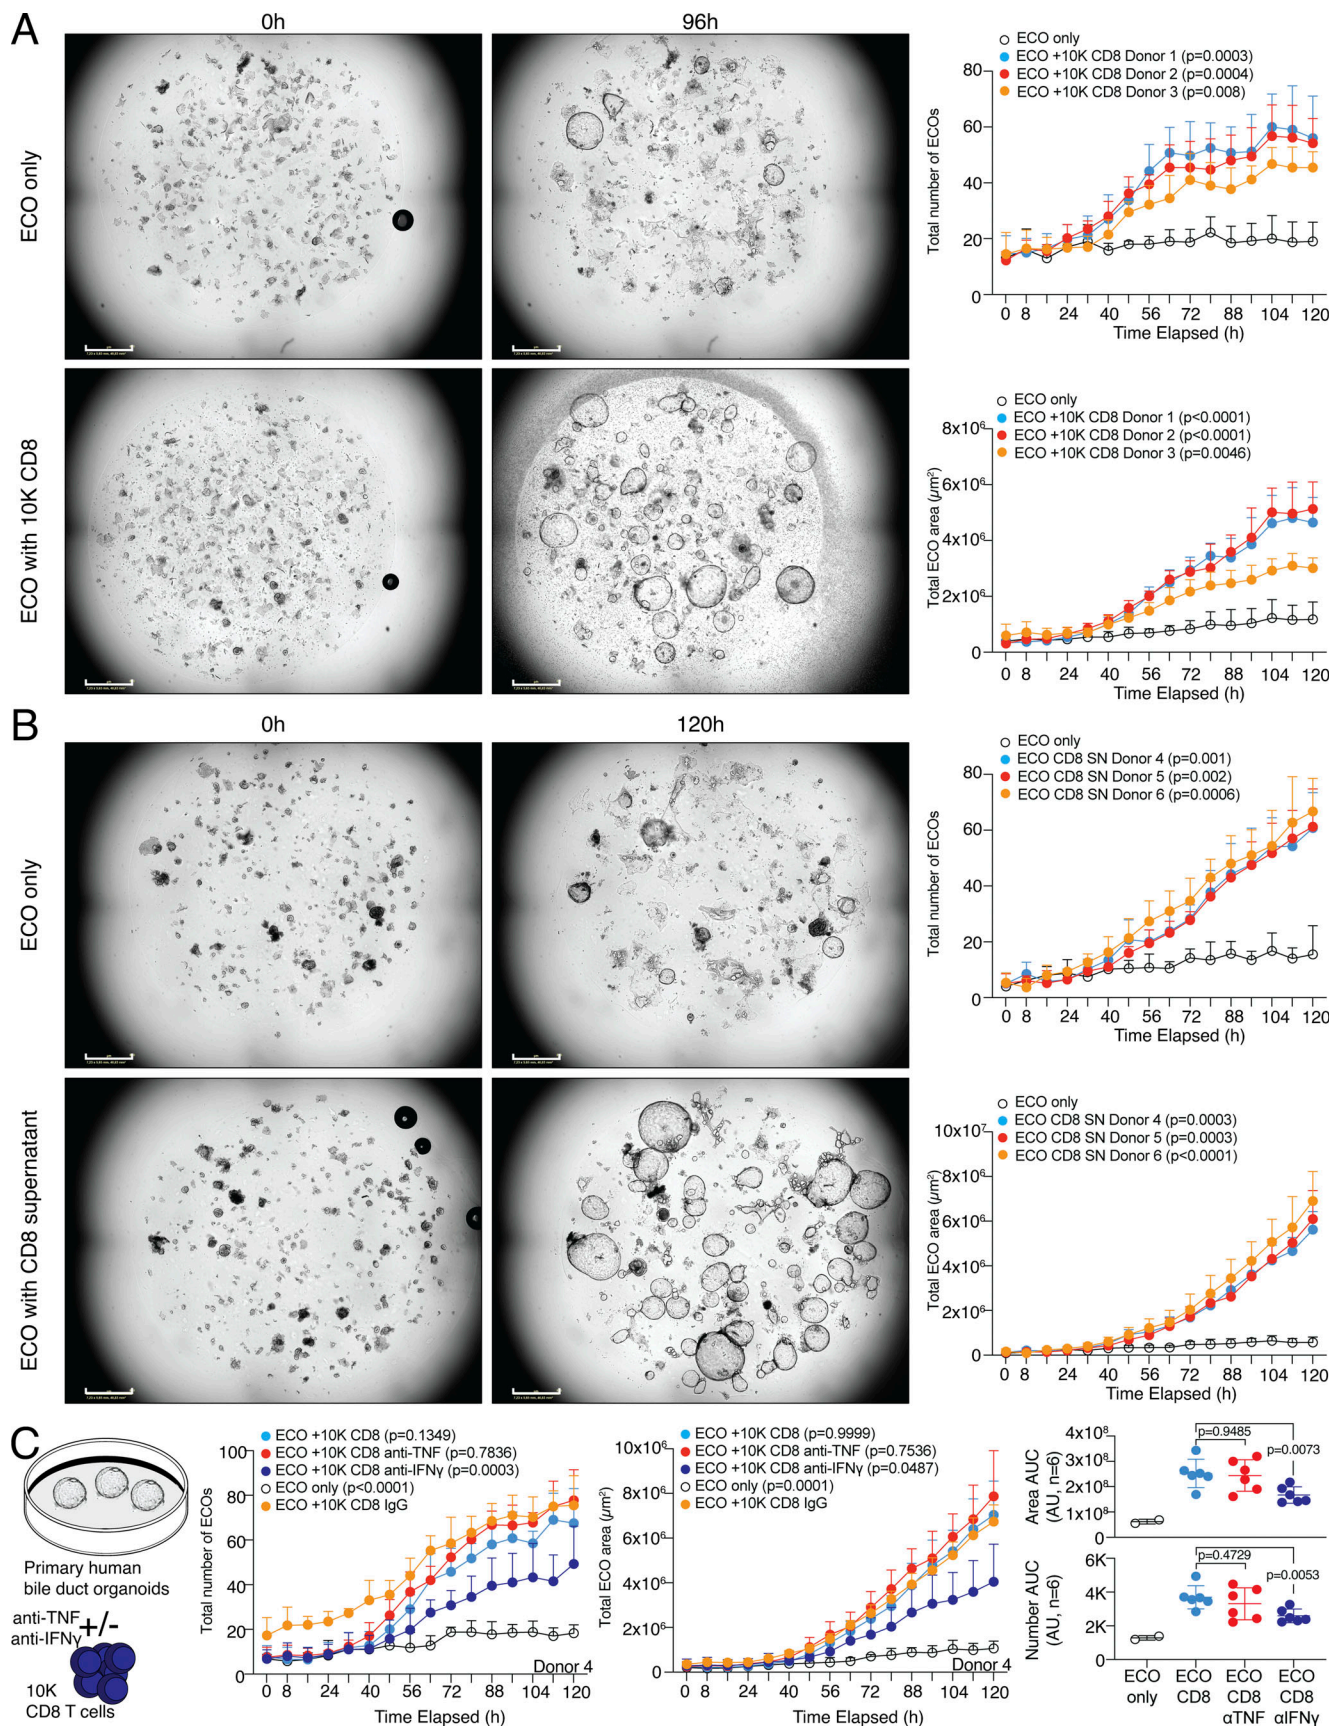 A
0h
96h
ECO only
ECO with 10K CD8
ECO only
ECO +10K CD8 Donor 1 (p=0.0003)
ECO +10K CD8 Donor 2 (p=0.0004)
ECO +10K CD8 Donor 3 (p=0.008)
Total number of ECOs
80
60
40
20
0
0 8 24 40 56 72 88 104 120
Time Elapsed (h)
ECO only
ECO +10K CD8 Donor 1 (p<0.0001)
ECO +10K CD8 Donor 2 (p<0.0001)
ECO +10K CD8 Donor 3 (p=0.0046)
Total ECO area (µm²)
8x10⁶
6x10⁶
4x10⁶
2x10⁶
0
0 8 24 40 56 72 88 104 120
Time Elapsed (h)
B
0h
120h
ECO only
ECO with CD8 supernatant
ECO only
ECO CD8 SN Donor 4 (p=0.001)
ECO CD8 SN Donor 5 (p=0.002)
ECO CD8 SN Donor 6 (p=0.0006)
Total number of ECOs
80
60
40
20
0
0 8 24 40 56 72 88 104 120
Time Elapsed (h)
ECO only
ECO CD8 SN Donor 4 (p=0.0003)
ECO CD8 SN Donor 5 (p=0.0003)
ECO CD8 SN Donor 6 (p<0.0001)
Total ECO area (µm²)
10x10⁷
8x10⁶
6x10⁶
4x10⁶
2x10⁶
0
0 8 24 40 56 72 88 104 120
Time Elapsed (h)
C
Primary human
bile duct organoids
anti-TNF
anti-IFNγ
+/-
10K
CD8 T cells
ECO +10K CD8 (p=0.1349)
ECO +10K CD8 anti-TNF (p=0.7836)
ECO +10K CD8 anti-IFNγ (p=0.0003)
ECO only (p<0.0001)
ECO +10K CD8 IgG
Total number of ECOs
100
80
60
40
20
0
Donor 4
0 8 24 40 56 72 88 104 120
Time Elapsed (h)
ECO +10K CD8 (p=0.9999)
ECO +10K CD8 anti-TNF (p=0.7536)
ECO +10K CD8 anti-IFNγ (p=0.0487)
ECO only (p=0.0001)
ECO +10K CD8 IgG
Total ECO area (µm²)
10x10⁶
8x10⁶
6x10⁶
4x10⁶
2x10⁶
0
Donor 4
0 8 24 40 56 72 88 104 120
Time Elapsed (h)
Area AUC
(AU, n=6)
4x10⁸
3x10⁸
2x10⁸
1x10⁸
0
p=0.9485
p=0.0073
Number AUC
(AU, n=6)
6K
4K
2K
0
p=0.4729
p=0.0053
ECO
only
ECO
CD8
ECO
CD8
αTNF
ECO
CD8
αIFNγ